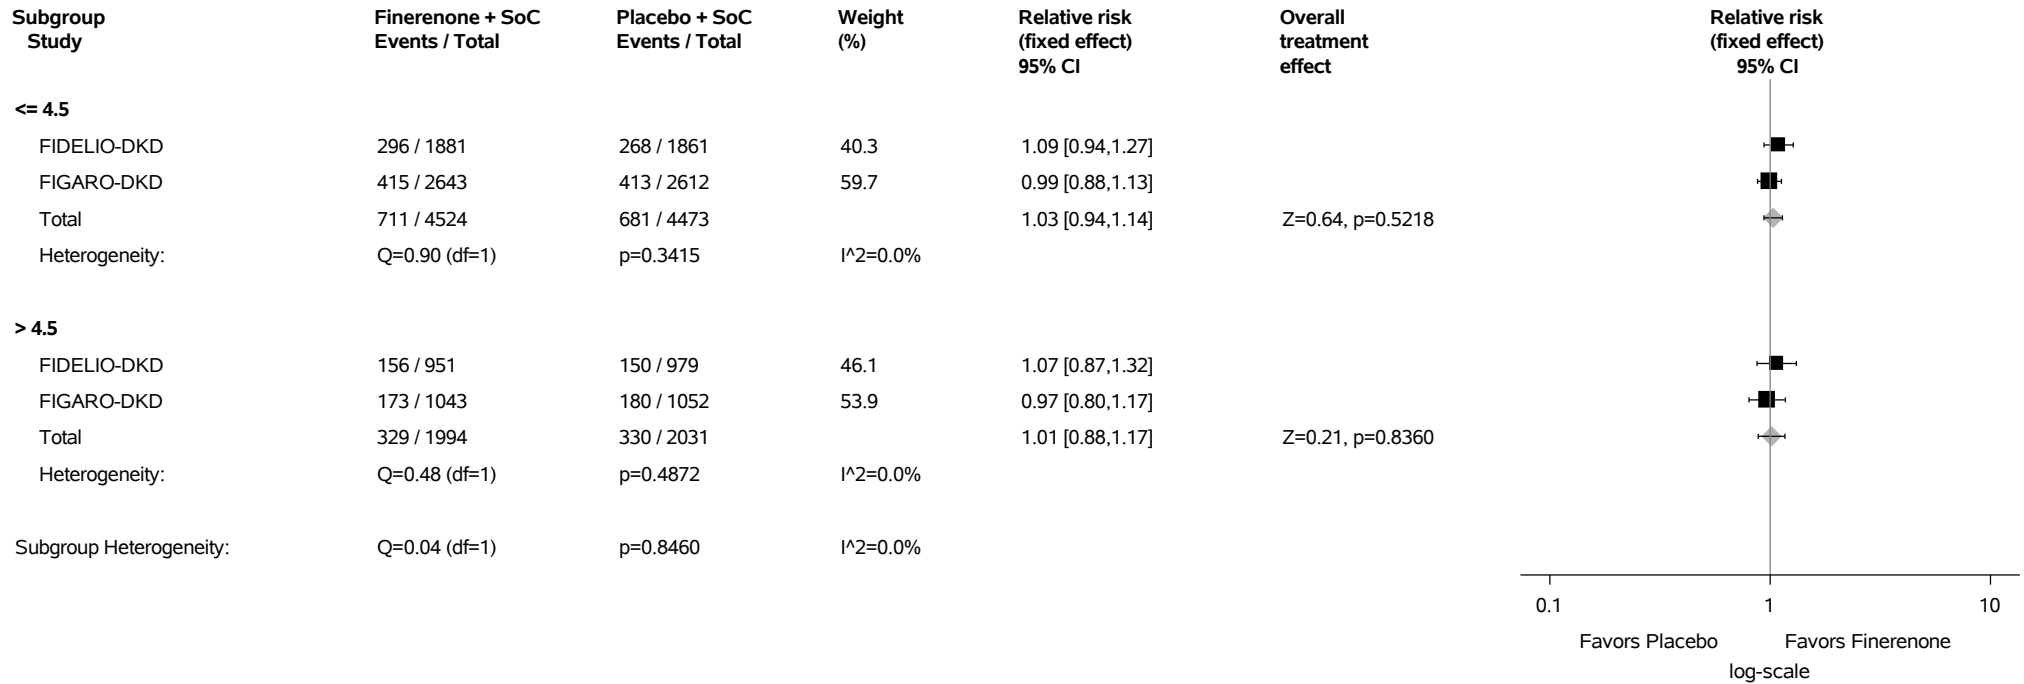 Subgroup Finerenone + SoC Placebo + SoC Weight Relative risk Overall Relative risk
Study Events / Total Events / Total (%) (fixed effect) treatment (fixed effect)
95% CI effect 95% CI
<= 4.5
FIDELIO-DKD 296 / 1881 268 / 1861 40.3 1.09 [0.94,1.27]
FIGARO-DKD 415 / 2643 413 / 2612 59.7 0.99 [0.88,1.13]
Total 711 / 4524 681 / 4473 1.03 [0.94,1.14] Z=0.64, p=0.5218
Heterogeneity: Q=0.90 (df=1) p=0.3415 I^2=0.0%
> 4.5
FIDELIO-DKD 156 / 951 150 / 979 46.1 1.07 [0.87,1.32]
FIGARO-DKD 173 / 1043 180 / 1052 53.9 0.97 [0.80,1.17]
Total 329 / 1994 330 / 2031 1.01 [0.88,1.17] Z=0.21, p=0.8360
Heterogeneity: Q=0.48 (df=1) p=0.4872 I^2=0.0%
Subgroup Heterogeneity: Q=0.04 (df=1) p=0.8460 I^2=0.0%
0.1 1 10
Favors Placebo Favors Finerenone
log-scale